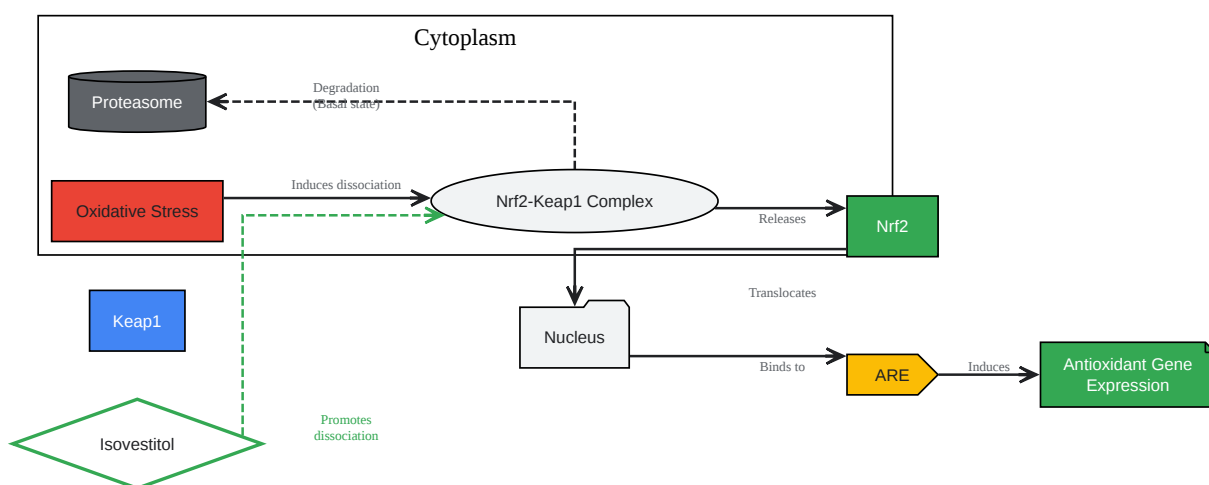 Cytoplasm
Proteasome
Degradation
(Basal state)
Oxidative Stress
Induces dissociation
Nrf2-Keap1 Complex
Releases
Nrf2
Translocates
Keap1
Nucleus
Binds to
ARE
Induces
Antioxidant Gene
Expression
Isovestitol
Promotes
dissociation